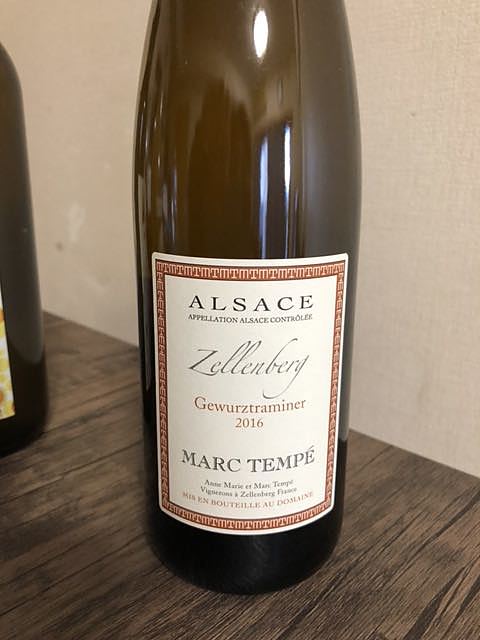 ALSACE
APPELLATION ALSACE CONTRÔLÉE
Zellenberg
Gewurztraminer
2016
MARC TEMPÉ
Anne Marie et Marc Tempé
Vignerons à Zellenberg France
MIS EN BOUTEILLE AU DOMAINE